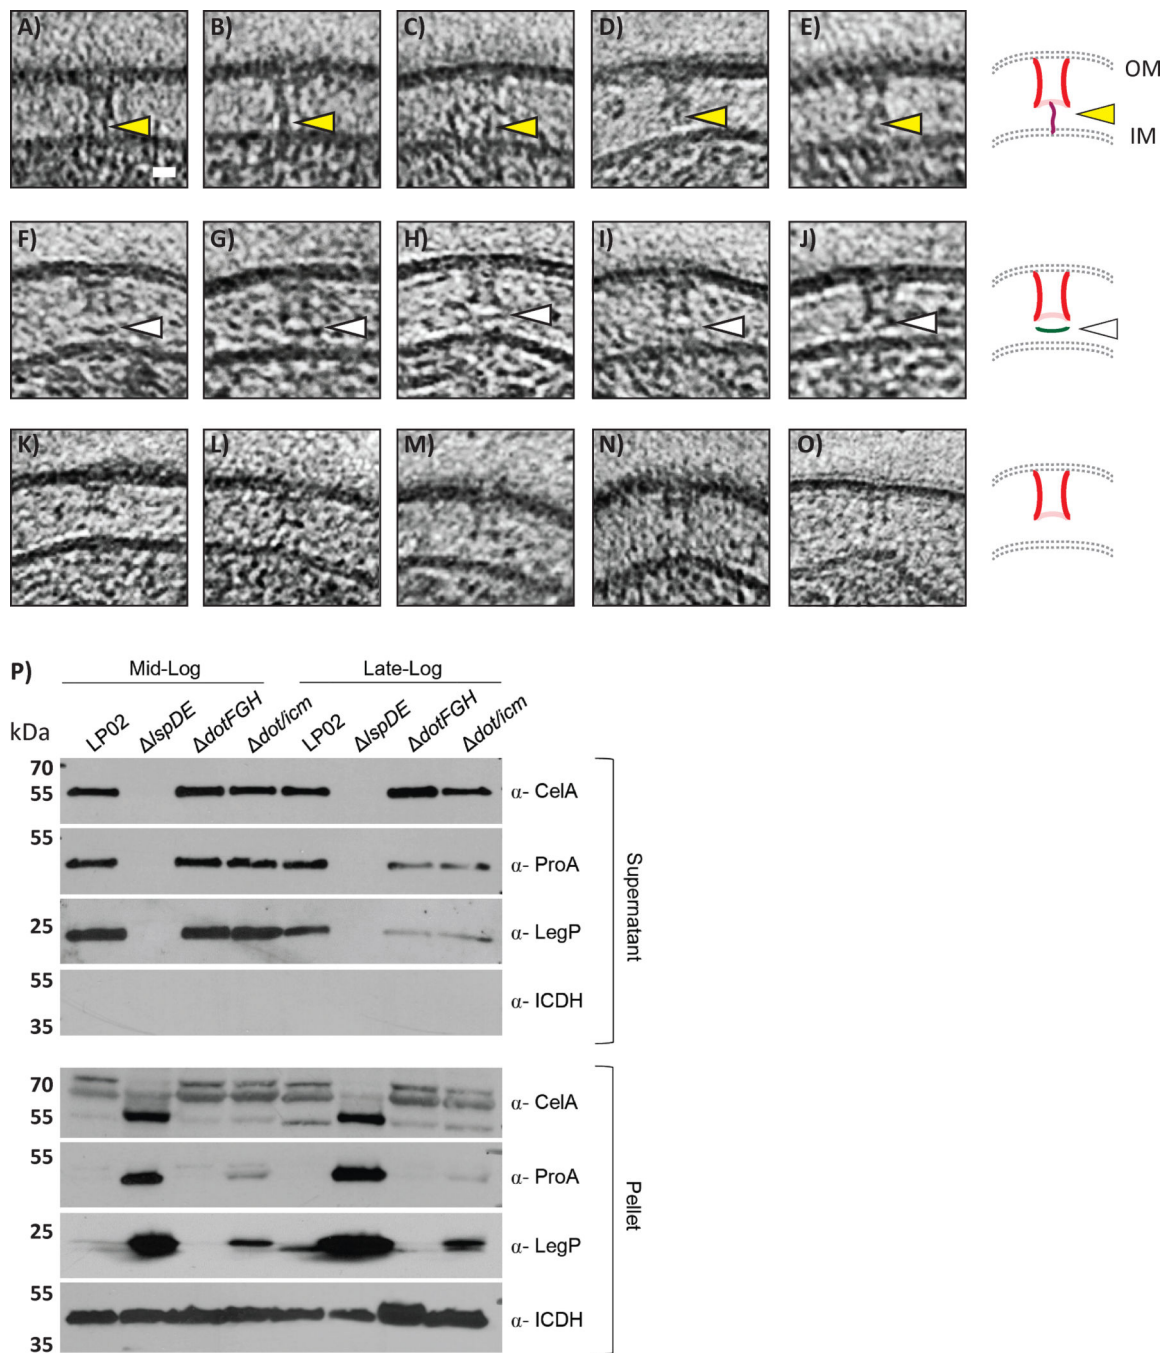 A) B) C) D) E) OM
IM
F) G) H) I) J)
K) L) M) N) O)
P) Mid-Log Late-Log
kDa LP02 ΔlspDE ΔdotFGH Δdot/icm LP02 ΔlspDE ΔdotFGH Δdot/icm
70
55 α- CelA
55
α- ProA
25 α- LegP
55
α- ICDH
35
Supernatant
70
α- CelA
55
55
α- ProA
25
α- LegP
55
α- ICDH
35
Pellet